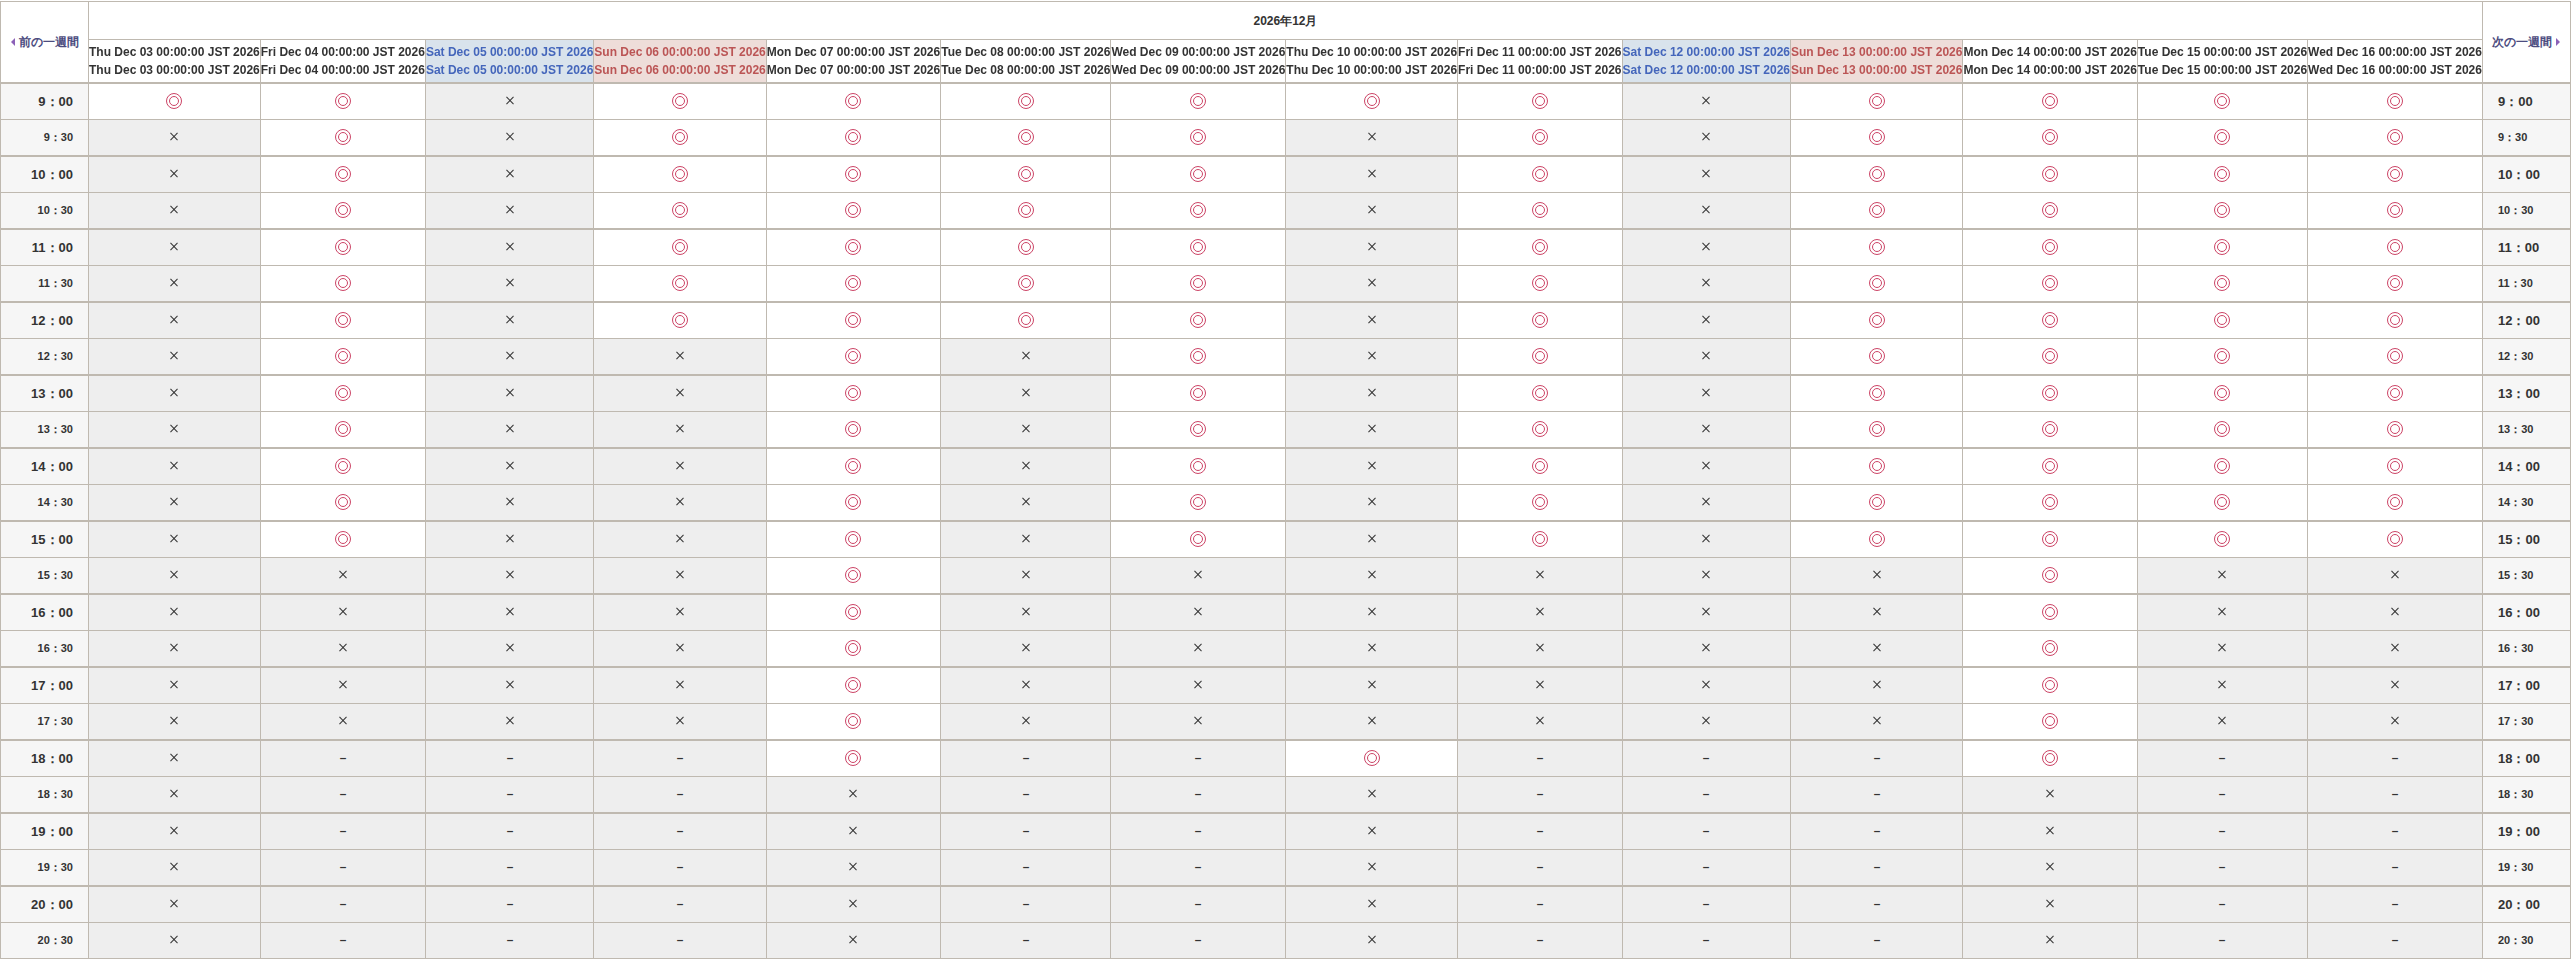 2026年12月
前の一週間
次の一週間
Thu Dec 03 00:00:00 JST 2026 Fri Dec 04 00:00:00 JST 2026 Sat Dec 05 00:00:00 JST 2026 Sun Dec 06 00:00:00 JST 2026 Mon Dec 07 00:00:00 JST 2026 Tue Dec 08 00:00:00 JST 2026 Wed Dec 09 00:00:00 JST 2026 Thu Dec 10 00:00:00 JST 2026 Fri Dec 11 00:00:00 JST 2026 Sat Dec 12 00:00:00 JST 2026 Sun Dec 13 00:00:00 JST 2026 Mon Dec 14 00:00:00 JST 2026 Tue Dec 15 00:00:00 JST 2026 Wed Dec 16 00:00:00 JST 2026
Thu Dec 03 00:00:00 JST 2026 Fri Dec 04 00:00:00 JST 2026 Sat Dec 05 00:00:00 JST 2026 Sun Dec 06 00:00:00 JST 2026 Mon Dec 07 00:00:00 JST 2026 Tue Dec 08 00:00:00 JST 2026 Wed Dec 09 00:00:00 JST 2026 Thu Dec 10 00:00:00 JST 2026 Fri Dec 11 00:00:00 JST 2026 Sat Dec 12 00:00:00 JST 2026 Sun Dec 13 00:00:00 JST 2026 Mon Dec 14 00:00:00 JST 2026 Tue Dec 15 00:00:00 JST 2026 Wed Dec 16 00:00:00 JST 2026
9：00 ◎ ◎ × ◎ ◎ ◎ ◎ ◎ ◎ × ◎ ◎ ◎ ◎ 9：00
9：30 × ◎ × ◎ ◎ ◎ ◎ × ◎ × ◎ ◎ ◎ ◎ 9：30
10：00 × ◎ × ◎ ◎ ◎ ◎ × ◎ × ◎ ◎ ◎ ◎ 10：00
10：30 × ◎ × ◎ ◎ ◎ ◎ × ◎ × ◎ ◎ ◎ ◎ 10：30
11：00 × ◎ × ◎ ◎ ◎ ◎ × ◎ × ◎ ◎ ◎ ◎ 11：00
11：30 × ◎ × ◎ ◎ ◎ ◎ × ◎ × ◎ ◎ ◎ ◎ 11：30
12：00 × ◎ × ◎ ◎ ◎ ◎ × ◎ × ◎ ◎ ◎ ◎ 12：00
12：30 × ◎ × × ◎ × ◎ × ◎ × ◎ ◎ ◎ ◎ 12：30
13：00 × ◎ × × ◎ × ◎ × ◎ × ◎ ◎ ◎ ◎ 13：00
13：30 × ◎ × × ◎ × ◎ × ◎ × ◎ ◎ ◎ ◎ 13：30
14：00 × ◎ × × ◎ × ◎ × ◎ × ◎ ◎ ◎ ◎ 14：00
14：30 × ◎ × × ◎ × ◎ × ◎ × ◎ ◎ ◎ ◎ 14：30
15：00 × ◎ × × ◎ × ◎ × ◎ × ◎ ◎ ◎ ◎ 15：00
15：30 × × × × ◎ × × × × × × ◎ × × 15：30
16：00 × × × × ◎ × × × × × × ◎ × × 16：00
16：30 × × × × ◎ × × × × × × ◎ × × 16：30
17：00 × × × × ◎ × × × × × × ◎ × × 17：00
17：30 × × × × ◎ × × × × × × ◎ × × 17：30
18：00 × – – – ◎ – – ◎ – – – ◎ – – 18：00
18：30 × – – – × – – × – – – × – – 18：30
19：00 × – – – × – – × – – – × – – 19：00
19：30 × – – – × – – × – – – × – – 19：30
20：00 × – – – × – – × – – – × – – 20：00
20：30 × – – – × – – × – – – × – – 20：30